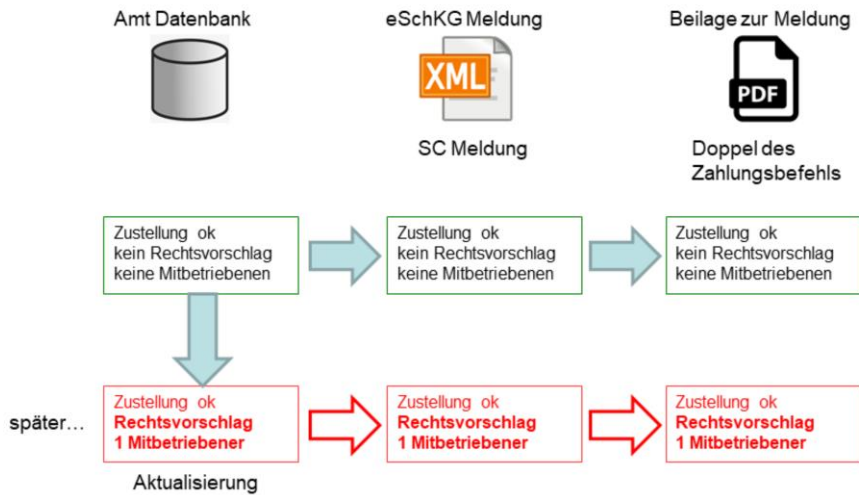 Amt Datenbank
eSchKG Meldung
Beilage zur Meldung
XML
PDF
SC Meldung
Doppel des
Zahlungsbefehls
Zustellung ok
kein Rechtsvorschlag
keine Mitbetriebenen
Zustellung ok
kein Rechtsvorschlag
keine Mitbetriebenen
Zustellung ok
kein Rechtsvorschlag
keine Mitbetriebenen
später...
Zustellung ok
Rechtsvorschlag
1 Mitbetriebener
Zustellung ok
Rechtsvorschlag
1 Mitbetriebener
Zustellung ok
Rechtsvorschlag
1 Mitbetriebener
Aktualisierung